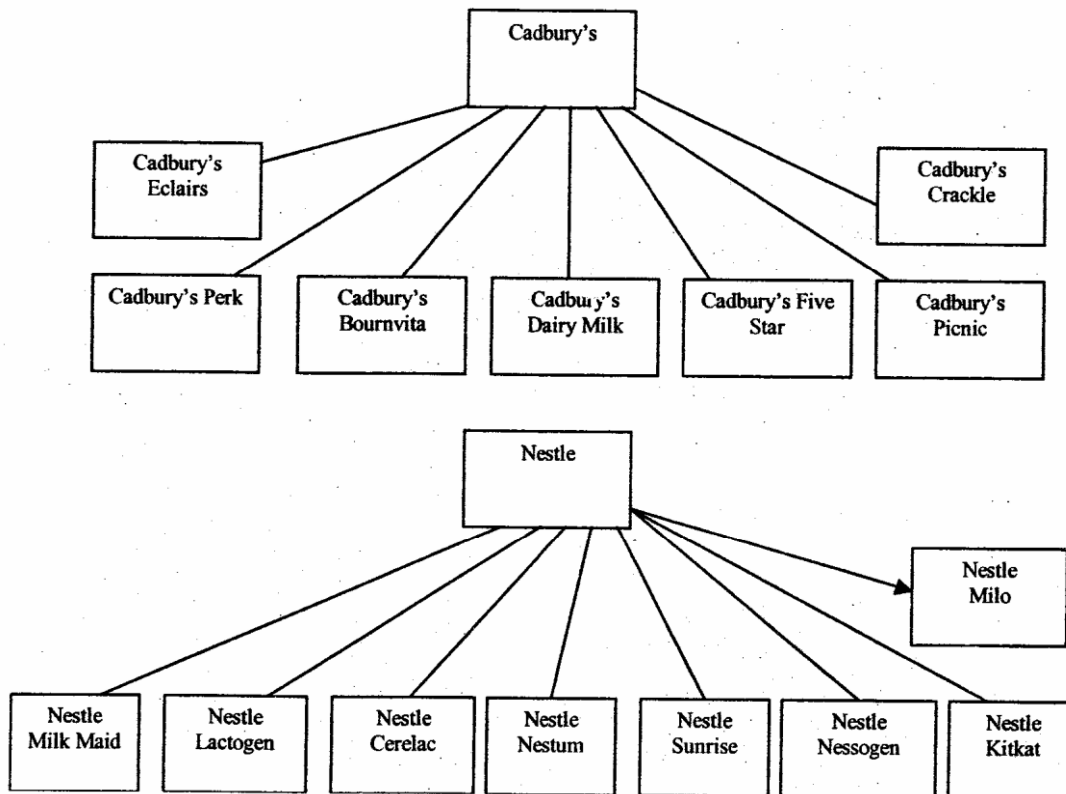 Cadbury's
Cadbury's
Eclairs
Cadbury's
Crackle
Cadbury's Perk
Cadbury's
Bournvita
Cadbury's
Dairy Milk
Cadbury's Five
Star
Cadbury's
Picnic
Nestle
Nestle
Milo
Nestle
Milk Maid
Nestle
Lactogen
Nestle
Cerelac
Nestle
Nestum
Nestle
Sunrise
Nestle
Nessogen
Nestle
Kitkat